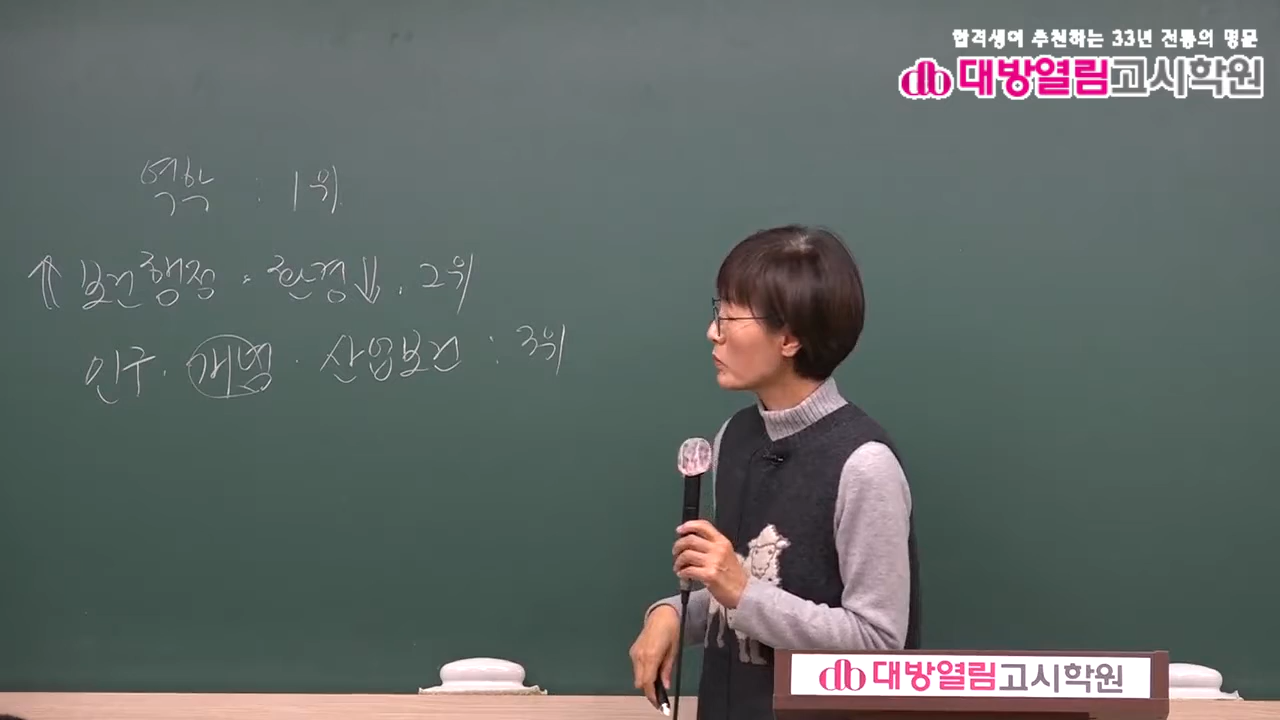 합격생이 추천하는 33년 전통의 명문
대방열림고시학원
역학 : 1위
↑ 보건행정 · 환경↓ . 2위
인구 · 개념 · 산업보건 : 3위
대방열림고시학원